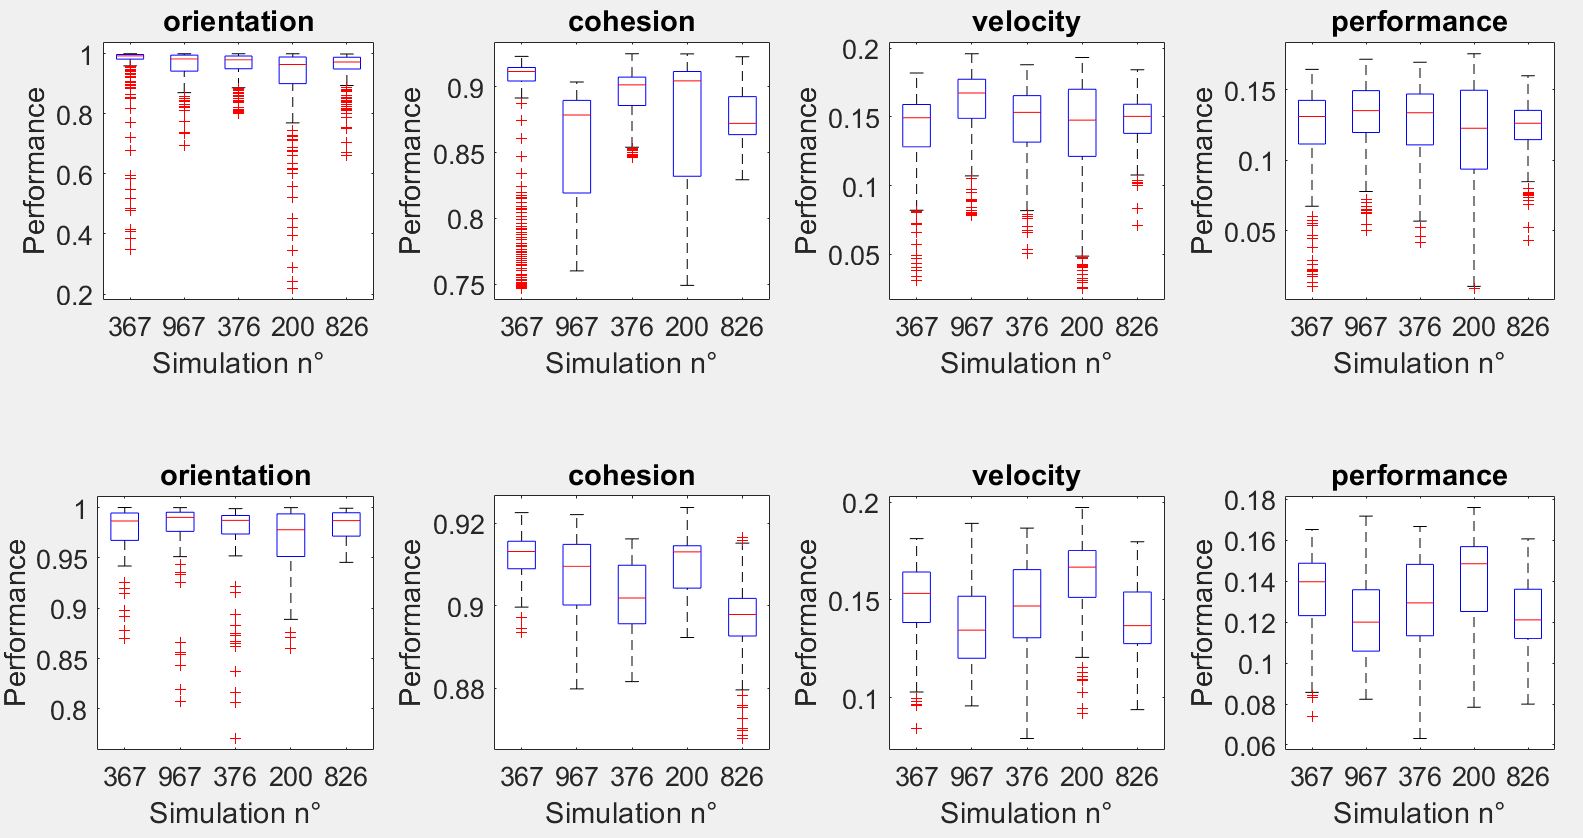 orientation
cohesion
velocity
performance
Performance
1
0.8
0.6
0.4
0.2
367 967 376 200 826
Simulation n°
Performance
0.9
0.85
0.8
0.75
367 967 376 200 826
Simulation n°
Performance
0.2
0.15
0.1
0.05
367 967 376 200 826
Simulation n°
Performance
0.15
0.1
0.05
367 967 376 200 826
Simulation n°
orientation
cohesion
velocity
performance
Performance
1
0.95
0.9
0.85
0.8
367 967 376 200 826
Simulation n°
Performance
0.92
0.9
0.88
367 967 376 200 826
Simulation n°
Performance
0.2
0.15
0.1
367 967 376 200 826
Simulation n°
Performance
0.18
0.16
0.14
0.12
0.1
0.08
0.06
367 967 376 200 826
Simulation n°